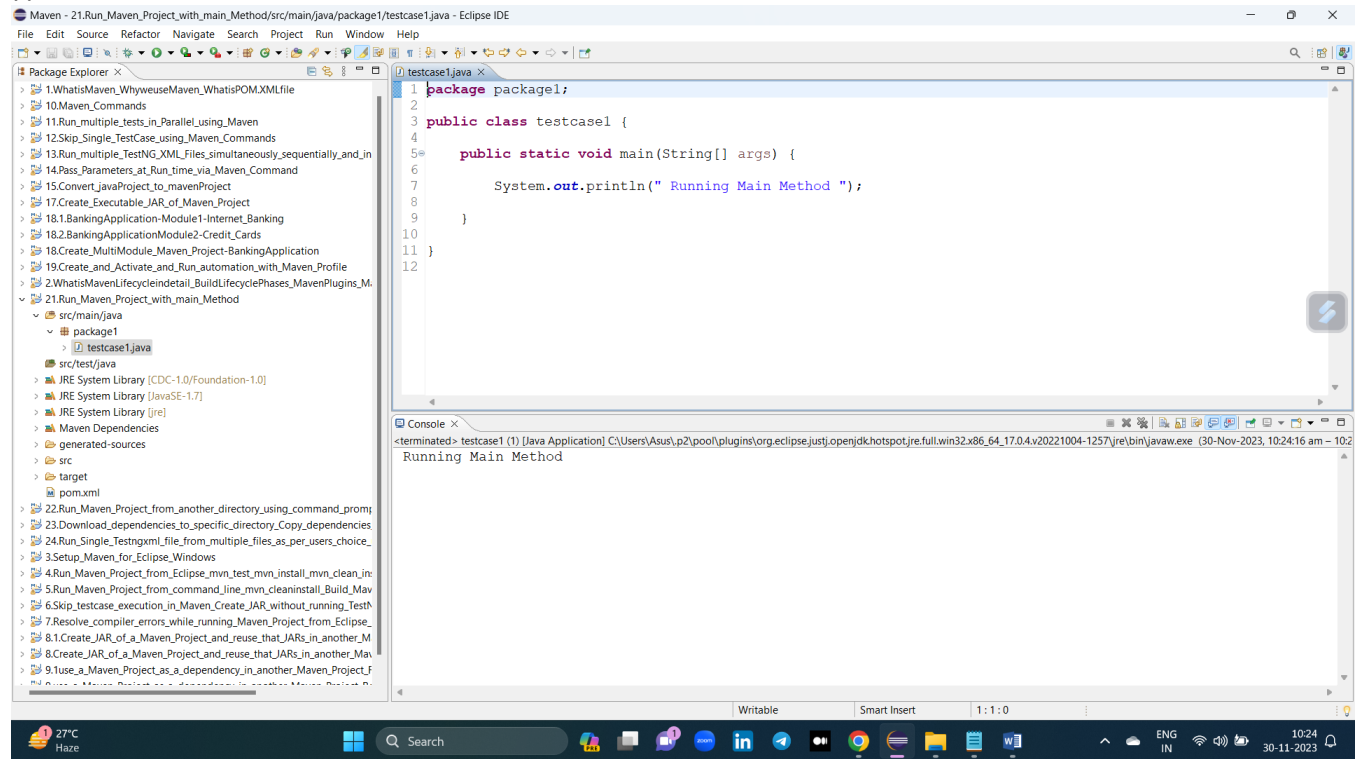 Maven - 21.Run_Maven_Project_with_main_Method/src/main/java/package1/testcase1.java - Eclipse IDE
File Edit Source Refactor Navigate Search Project Run Window Help
Package Explorer
1.WhatisMaven_WhyweuseMaven_WhatisPOM.XMLfile
10.Maven_Commands
11.Run_multiple_tests_in_Parallel_using_Maven
12.Skip_Single_TestCase_using_Maven_Commands
13.Run_multiple_TestNG_XML_Files_simultaneously_sequentially_and_in
14.Pass_Parameters_at_Run_time_via_Maven_Command
15.Convert_javaProject_to_mavenProject
17.Create_Executable_JAR_of_Maven_Project
18.1.BankingApplication-Module1-Internet_Banking
18.2.BankingApplicationModule2-Credit_Cards
18.Create_MultiModule_Maven_Project-BankingApplication
19.Create_and_Activate_and_Run_automation_with_Maven_Profile
2.WhatisMavenLifecycleindetail_BuildLifecyclePhases_MavenPlugins_M
21.Run_Maven_Project_with_main_Method
src/main/java
package1
testcase1.java
src/test/java
JRE System Library [CDC-1.0/Foundation-1.0]
JRE System Library [JavaSE-1.7]
JRE System Library [jre]
Maven Dependencies
generated-sources
src
target
pom.xml
22.Run_Maven_Project_from_another_directory_using_command_promp
23.Download_dependencies_to_specific_directory_Copy_dependencies
24.Run_Single_Testngxml_file_from_multiple_files_as_per_users_choice_
3.Setup_Maven_for_Eclipse_Windows
4.Run_Maven_Project_from_Eclipse_mvn_test_mvn_install_mvn_clean_in
5.Run_Maven_Project_from_command_line_mvn_cleaninstall_Build_Mav
6.Skip_testcase_execution_in_Maven_Create_JAR_without_running_Test
7.Resolve_compiler_errors_while_running_Maven_Project_from_Eclipse_
8.1.Create_JAR_of_a_Maven_Project_and_reuse_that_JARs_in_another_M
8.Create_JAR_of_a_Maven_Project_and_reuse_that_JARs_in_another_Mav
9.1use_a_Maven_Project_as_a_dependency_in_another_Maven_Project_F
testcase1.java
1 package package1;
2
3 public class testcase1 {
4
5 public static void main(String[] args) {
6
7 System.out.println(" Running Main Method ");
8
9 }
10
11 }
12
Console
<terminated> testcase1 (1) [Java Application] C:\Users\Asus\.p2\pool\plugins\org.eclipse.justj.openjdk.hotspot.jre.full.win32.x86_64_17.0.4.v20221004-1257\jre\bin\javaw.exe (30-Nov-2023, 10:24:16 am – 10:2
Running Main Method
Writable Smart Insert 1 : 1 : 0
1
27°C
Haze
Search
PRE
1
zoom
in
W
ENG
IN
10:24
30-11-2023